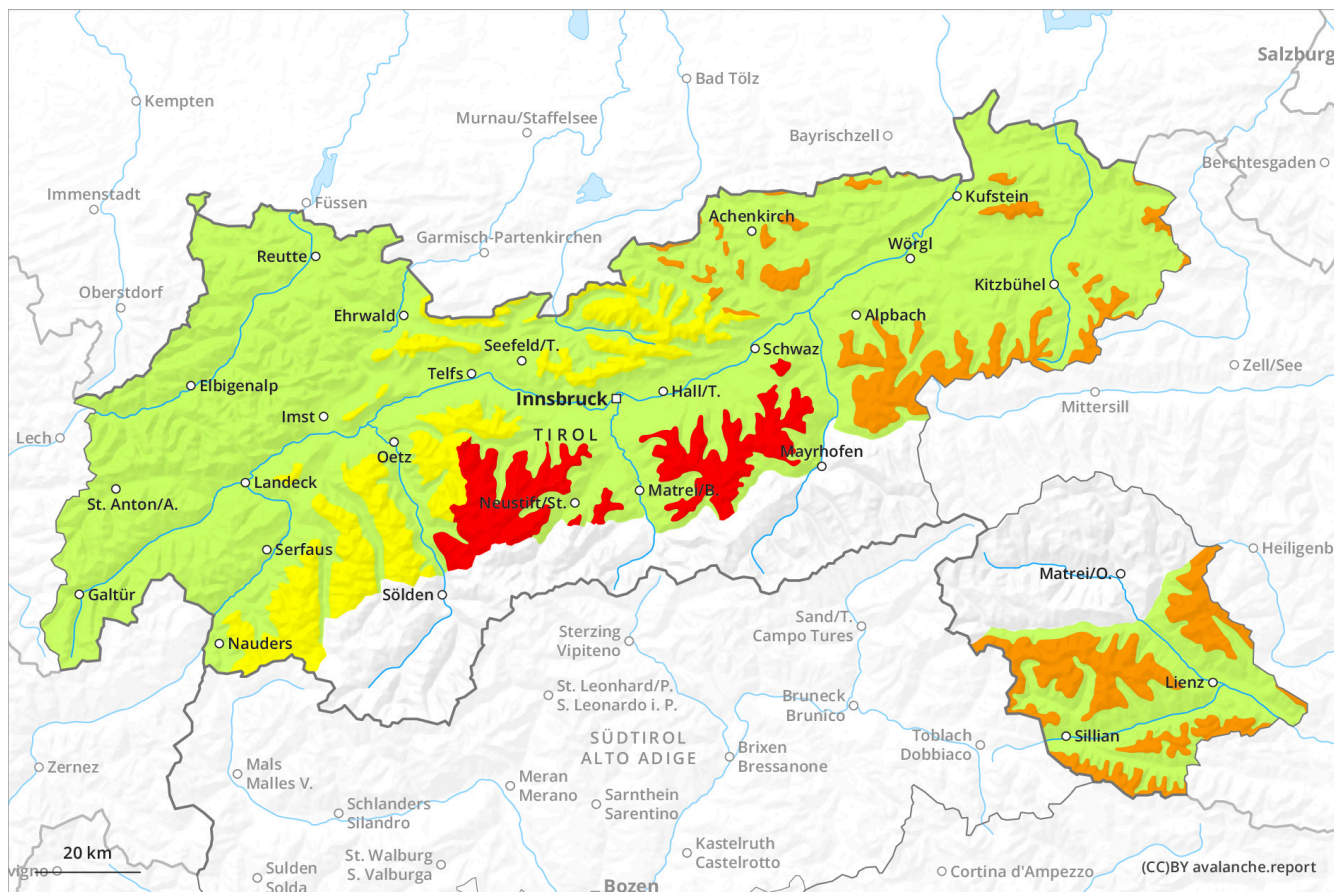 Salzburg
Kempten
Bad Tölz
Murnau/Staffelsee
Bayrischzell
Berchtesgaden
Immenstadt
Füssen
Kufstein
Achenkirch
Garmisch-Partenkirchen
Reutte
Wörgl
Oberstdorf
Kitzbühel
Ehrwald
Alpbach
Seefeld/T.
Schwaz
Zell/See
Telfs
Elbigenalp
Hall/T.
Innsbruck
Mittersill
Imst
Lech
TIROL
Oetz
Mayrhofen
Landeck
Matrei/B.
St. Anton/A.
Neustift/St.
Serfaus
Heiligenb
Matrei/O.
Galtür
Sölden
Sand/T.
Campo Tures
Sterzing
Vipiteno
Nauders
Lienz
St. Leonhard/P.
S. Leonardo i. P.
Bruneck
Brunico
Sillian
Toblach
Dobbiaco
SÜDTIROL
ALTO ADIGE
Brixen
Bressanone
Zernez
Mals
Malles V.
Meran
Merano
Sarnthein
Sarentino
Schlanders
Silandro
Kastelruth
Castelrotto
20 km
St. Walburg
S. Valburga
vigno
Sulden
Solda
Cortina d'Ampezzo
(CC)BY avalanche.report
Bozen